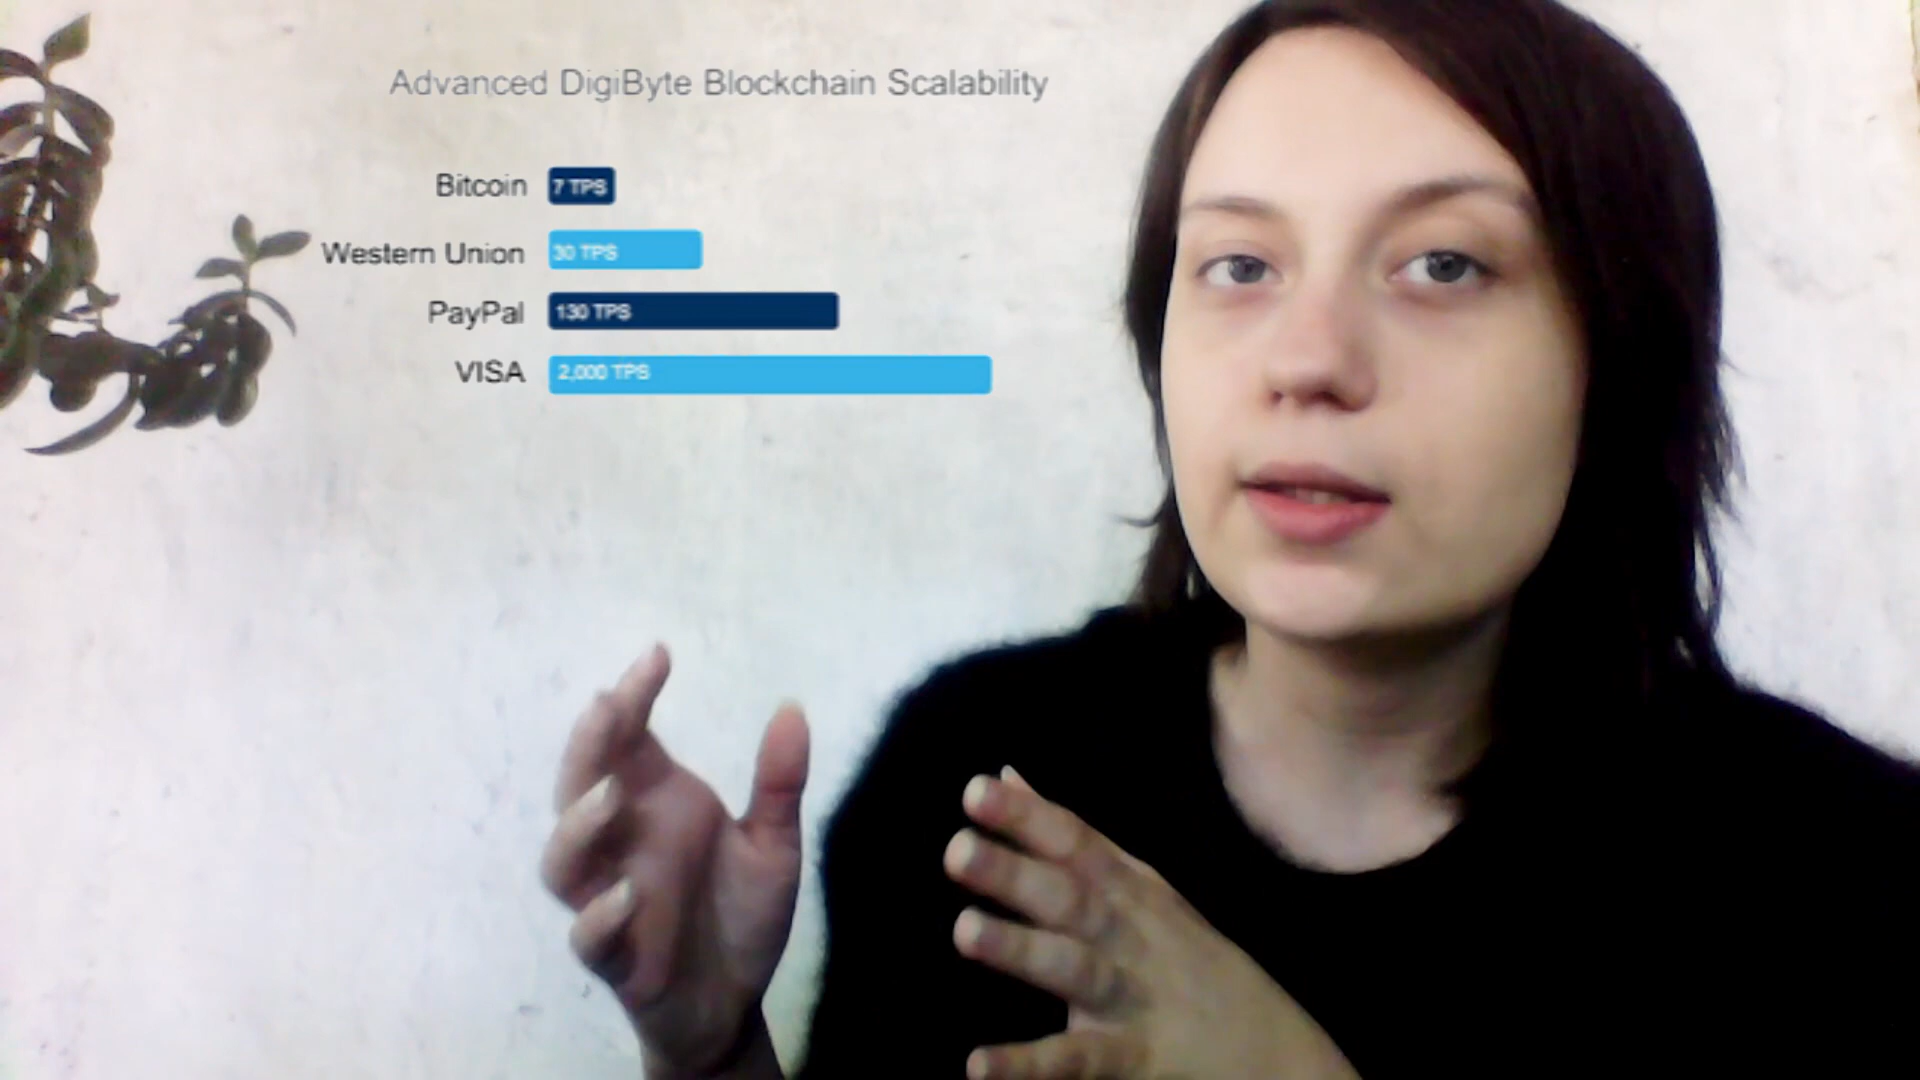 Advanced DigiByte Blockchain Scalability
Bitcoin 7 TPS
Western Union 30 TPS
PayPal 130 TPS
VISA 2,000 TPS